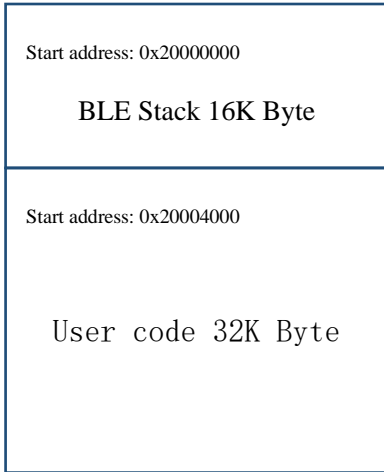 Start address: 0x20000000
BLE Stack 16K Byte
Start address: 0x20004000
User code 32K Byte